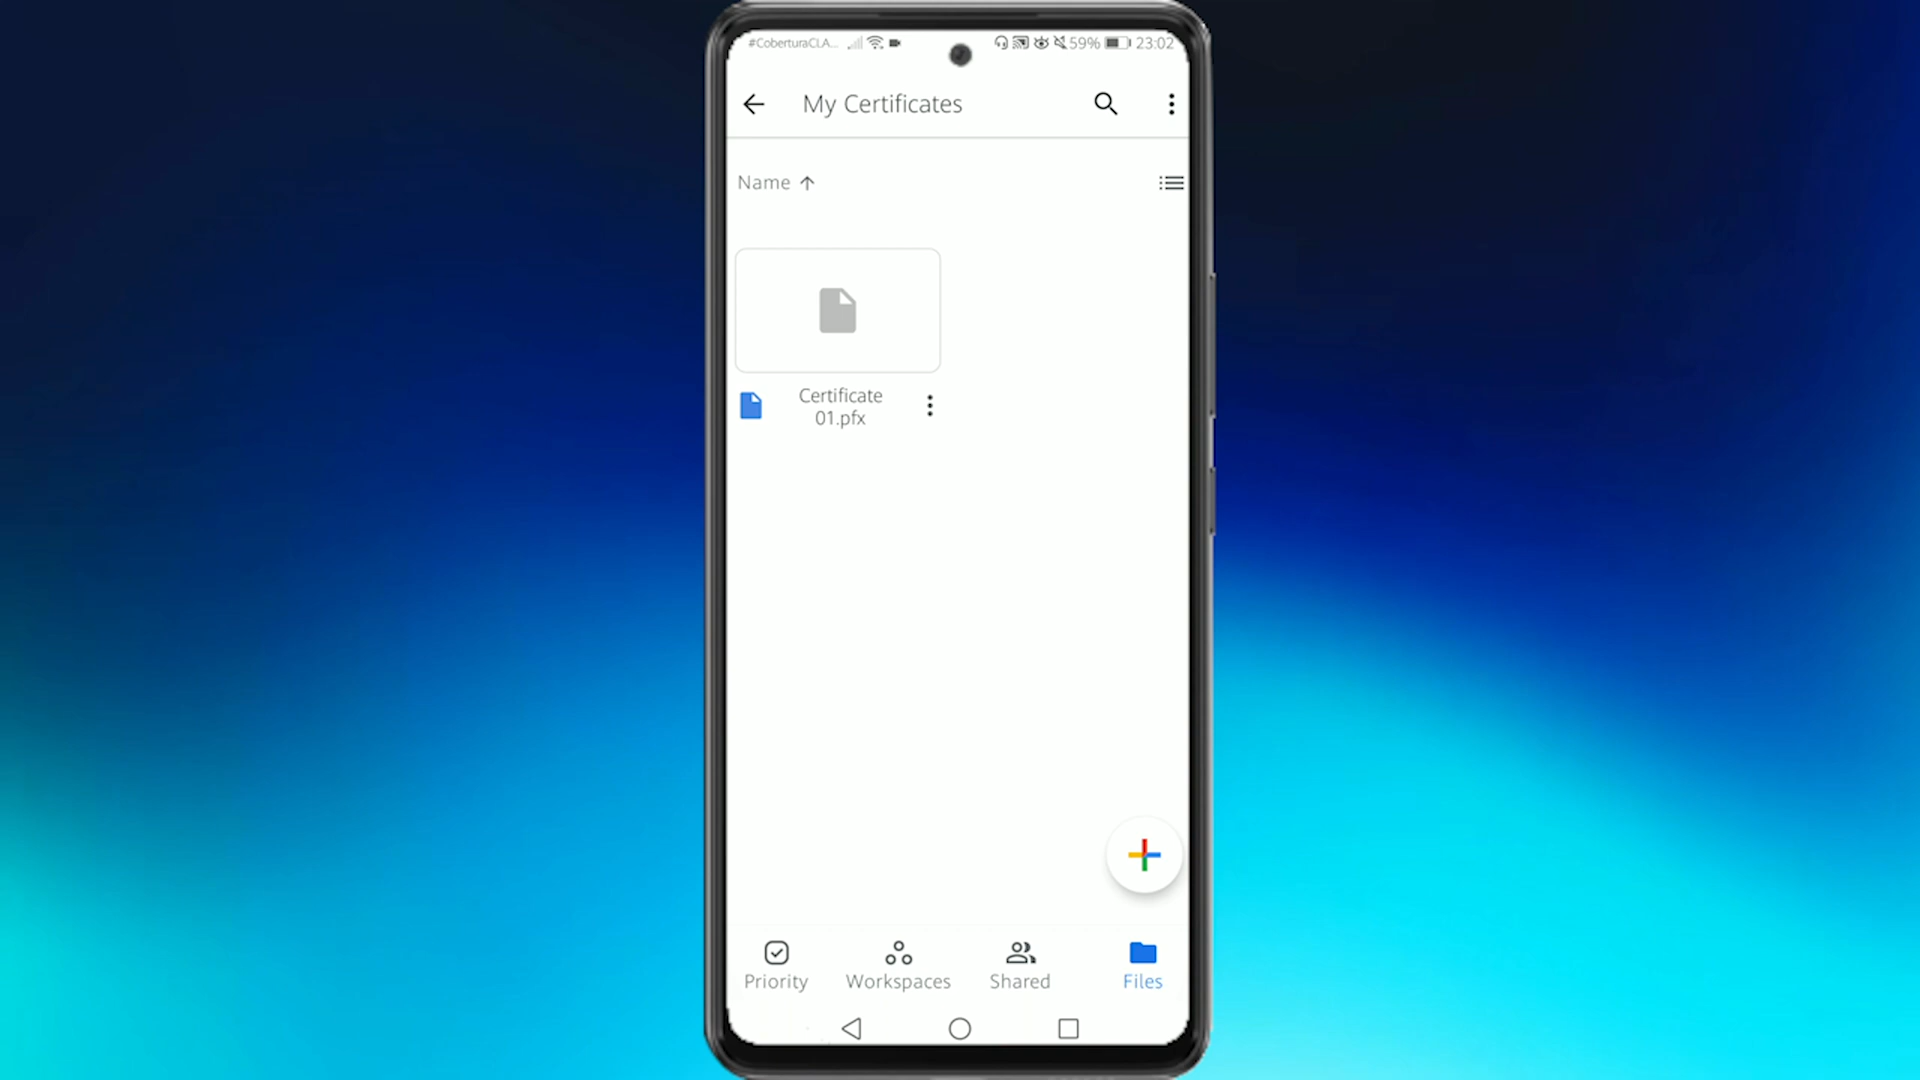 #CoberturaCLA... 59% 23:02
My Certificates
Name
Certificate
01.pfx
Priority Workspaces Shared Files